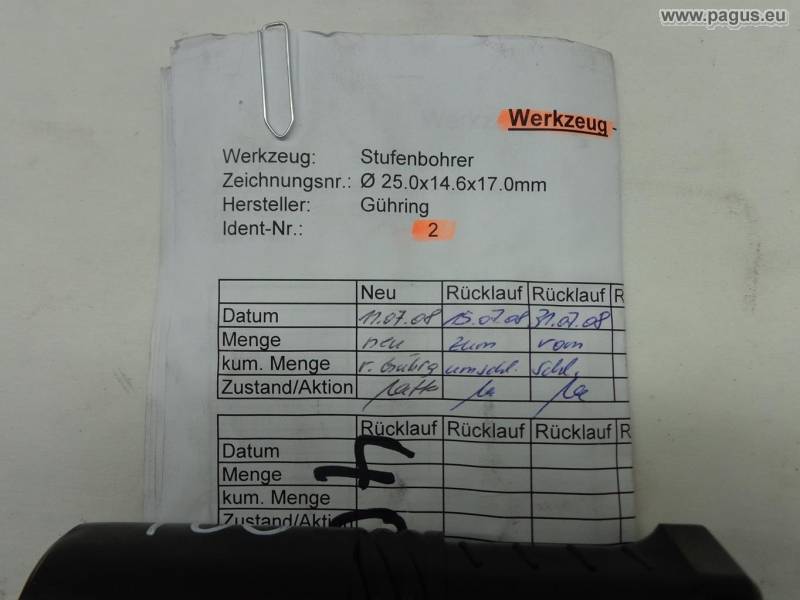 www.pagus.eu
Werkzeug
Werkzeug: Stufenbohrer
Zeichnungsnr.: Ø 25.0x14.6x17.0mm
Hersteller: Gühring
Ident-Nr.: 2
Neu Rücklauf Rücklauf R
Datum 11.07.08 15.07.08 31.07.08
Menge neu zum vom
kum. Menge umschl. schl.
Zustand/Aktion
Rücklauf Rücklauf Rücklauf R
Datum
Menge
kum. Menge
Zustand/Aktion